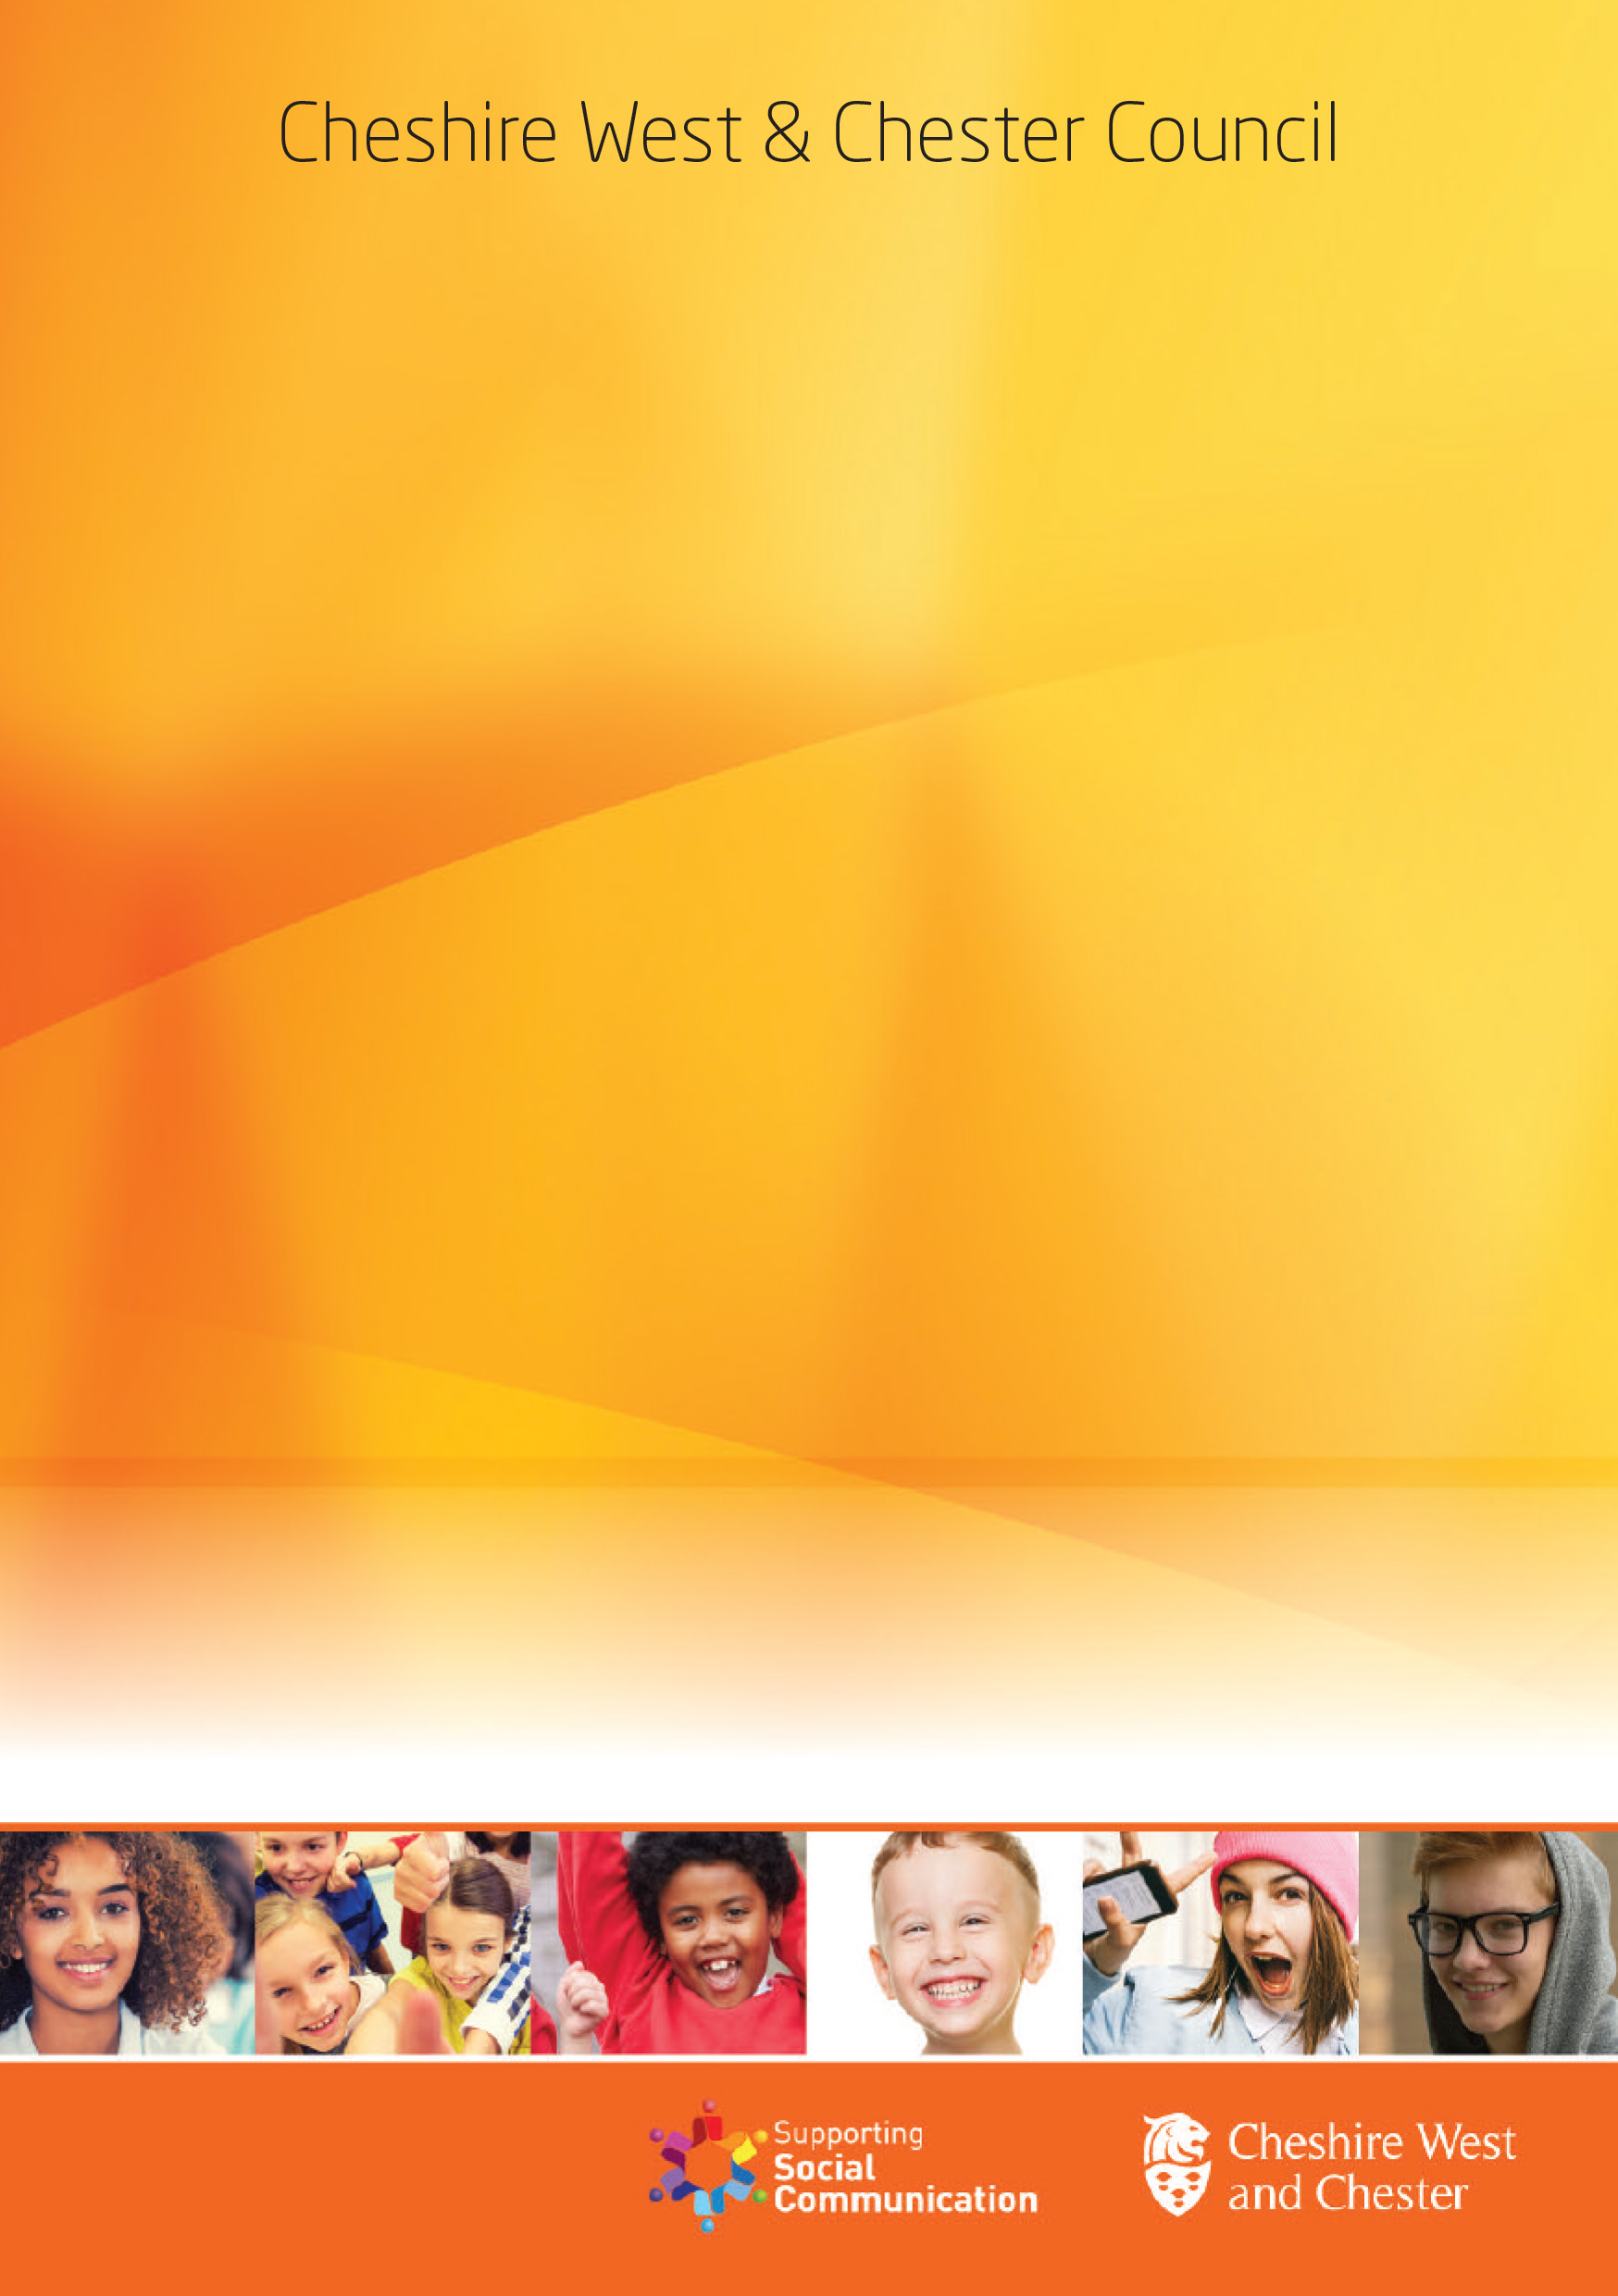 Cheshire West & Chester Council
Supporting
Social
Communication
Cheshire West
and Chester